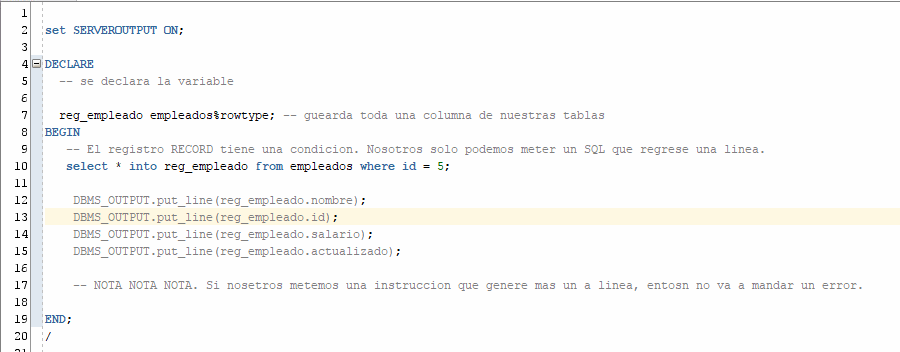 1
2 set SERVEROUTPUT ON;
3
4 DECLARE
5 -- se declara la variable
6
7 reg_empleado empleados%rowtype; -- guearda toda una columna de nuestras tablas
8 BEGIN
9 -- El registro RECORD tiene una condicion. Nosotros solo podemos meter un SQL que regrese una linea.
10 select * into reg_empleado from empleados where id = 5;
11
12 DBMS_OUTPUT.put_line(reg_empleado.nombre);
13 DBMS_OUTPUT.put_line(reg_empleado.id);
14 DBMS_OUTPUT.put_line(reg_empleado.salario);
15 DBMS_OUTPUT.put_line(reg_empleado.actualizado);
16
17 -- NOTA NOTA NOTA. Si nosetros metemos una instruccion que genere mas un a linea, entosn no va a mandar un error.
18
19 END;
20 /
21